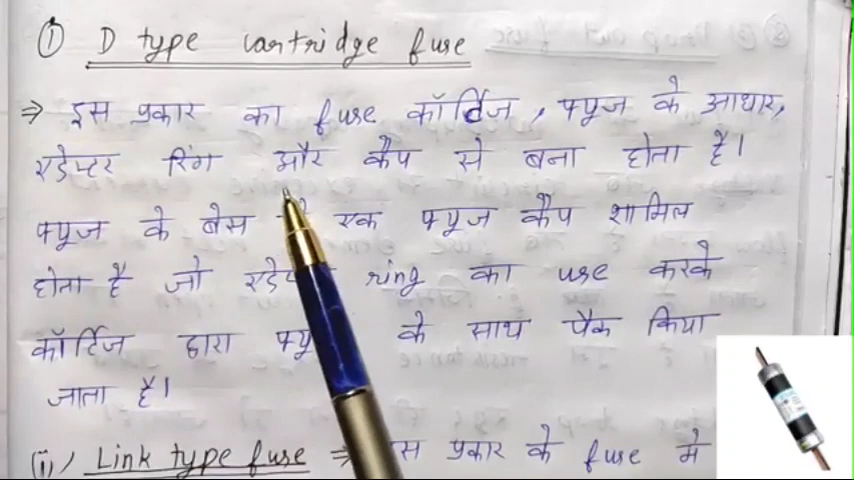 ① D type cartridge fuse
⇒ इस प्रकार का fuse कॉर्टिज, फ्यूज के आधार,
एडेप्टर रिंग और कैप से बना होता है।
फ्यूज के बेस एक फ्यूज कैप शामिल
होता है जो ring का use करके
कॉर्टिज द्वारा के साथ पैक किया
जाता है।
(ii) Link type fuse ⇒ प्रकार के fuse मे